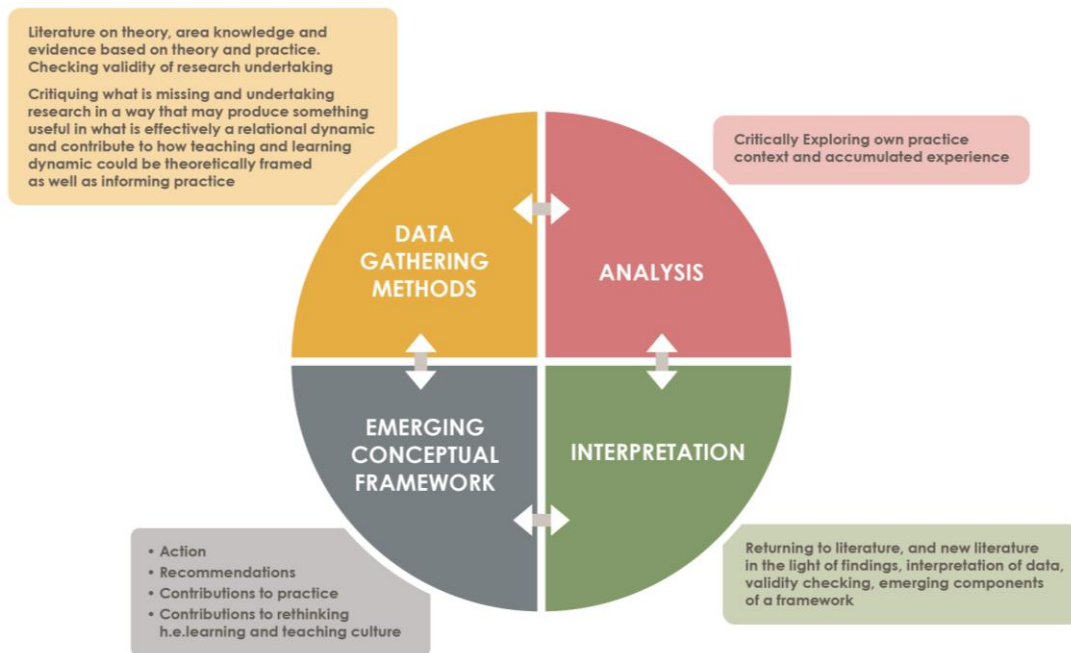 Literature on theory, area knowledge and
evidence based on theory and practice.
Checking validity of research undertaking
Critiquing what is missing and undertaking
research in a way that may produce something
useful in what is effectively a relational dynamic
and contribute to how teaching and learning
dynamic could be theoretically framed
as well as informing practice
Critically Exploring own practice
context and accumulated experience
DATA
GATHERING
METHODS
ANALYSIS
EMERGING
CONCEPTUAL
FRAMEWORK
INTERPRETATION
• Action
• Recommendations
• Contributions to practice
• Contributions to rethinking
h.e.learning and teaching culture
Returning to literature, and new literature
in the light of findings, interpretation of data,
validity checking, emerging components
of a framework